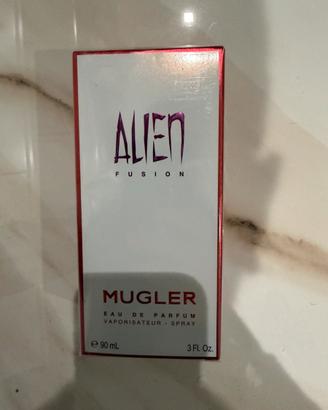 ALIEN
FUSION
MUGLER
EAU DE PARFUM
VAPORISATEUR - SPRAY
℮ 90 mL 3 FL Oz.